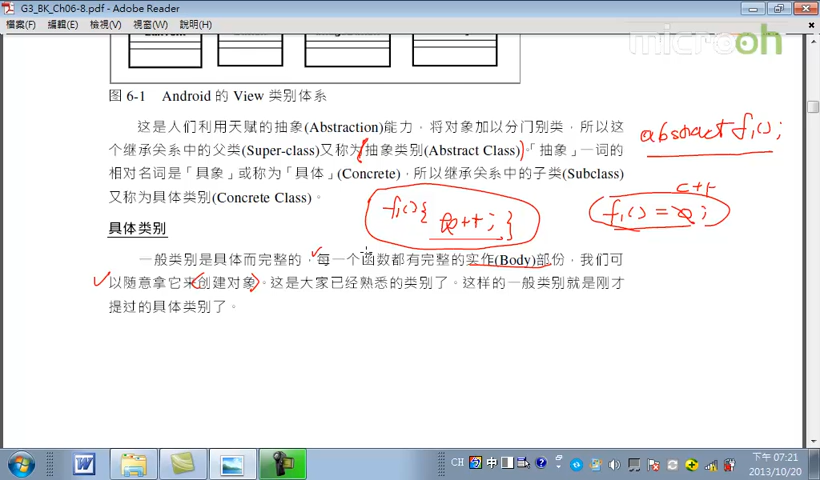 G3_BK_Ch06-8.pdf - Adobe Reader
檔案(F) 編輯(E) 檢視(V) 視窗(W) 說明(H)
microoh
图 6-1 Android 的 View 类别体系
这是人们利用天赋的抽象(Abstraction)能力，将对象加以分门别类，所以这
个继承关系中的父类(Super-class)又称为(抽象类别(Abstract Class))「抽象」一词的
相对名词是「具象」或称为「具体」(Concrete)，所以继承关系中的子类(Subclass)
又称为具体类别(Concrete Class)。
abstract f1();
c++
f1(){ x++; }
f1() = 0;
具体类别
一般类别是具体而完整的，每一个函数都有完整的实作(Body)部份，我们可
以随意拿它来<创建对象>。这是大家已经熟悉的类别了。这样的一般类别就是刚才
提过的具体类别了。
CH 中
下午 07:21
2013/10/20